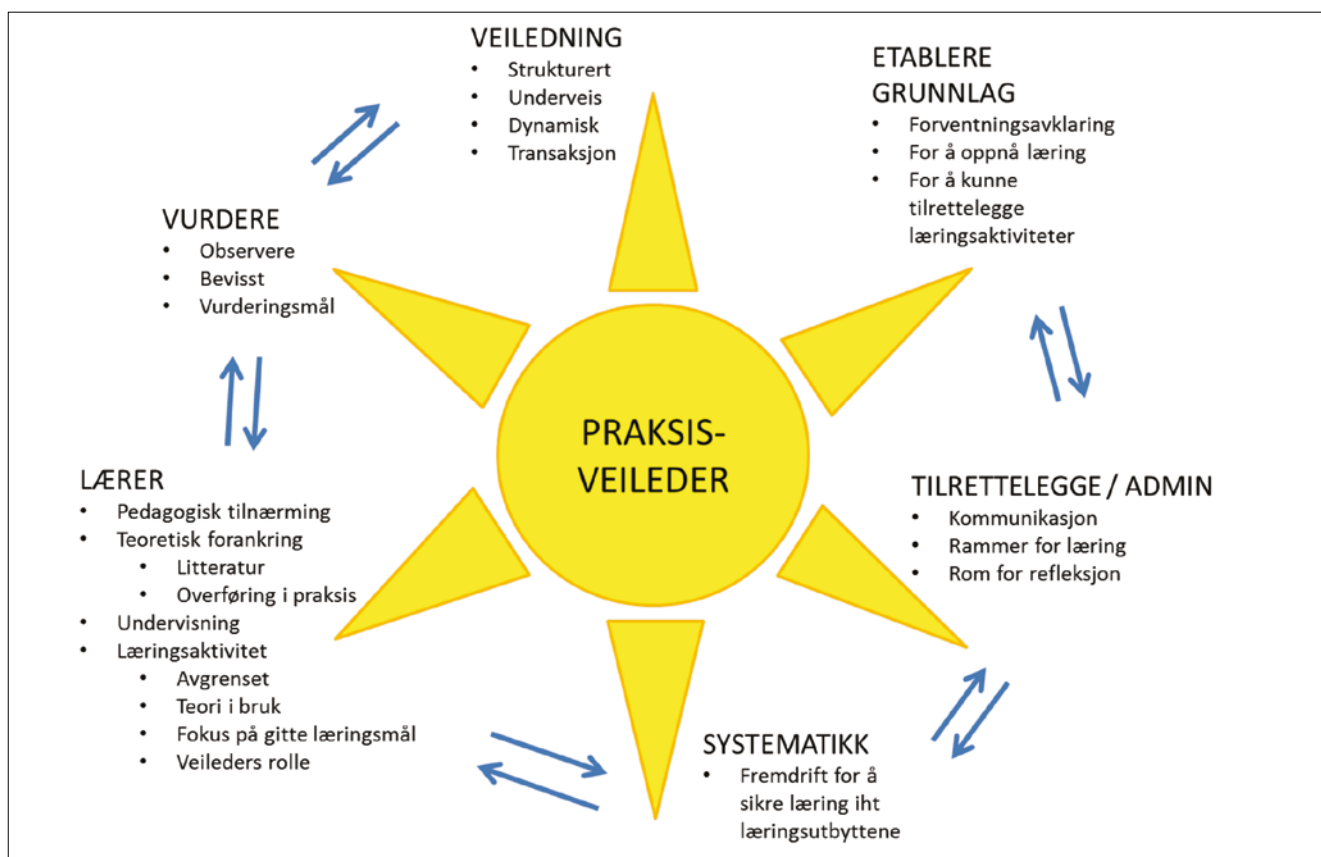 VEILEDNING
• Strukturert
• Underveis
• Dynamisk
• Transaksjon
ETABLERE
GRUNNLAG
• Forventningsavklaring
• For å oppnå læring
• For å kunne
tilrettelegge
læringsaktiviteter
VURDERE
• Observere
• Bevisst
• Vurderingsmål
PRAKSIS-
VEILEDER
LÆRER
• Pedagogisk tilnærming
• Teoretisk forankring
• Litteratur
• Overføring i praksis
• Undervisning
• Læringsaktivitet
• Avgrenset
• Teori i bruk
• Fokus på gitte læringsmål
• Veileders rolle
TILRETTELEGGE / ADMIN
• Kommunikasjon
• Rammer for læring
• Rom for refleksjon
SYSTEMATIKK
• Fremdrift for å
sikre læring iht
læringsutbyttene